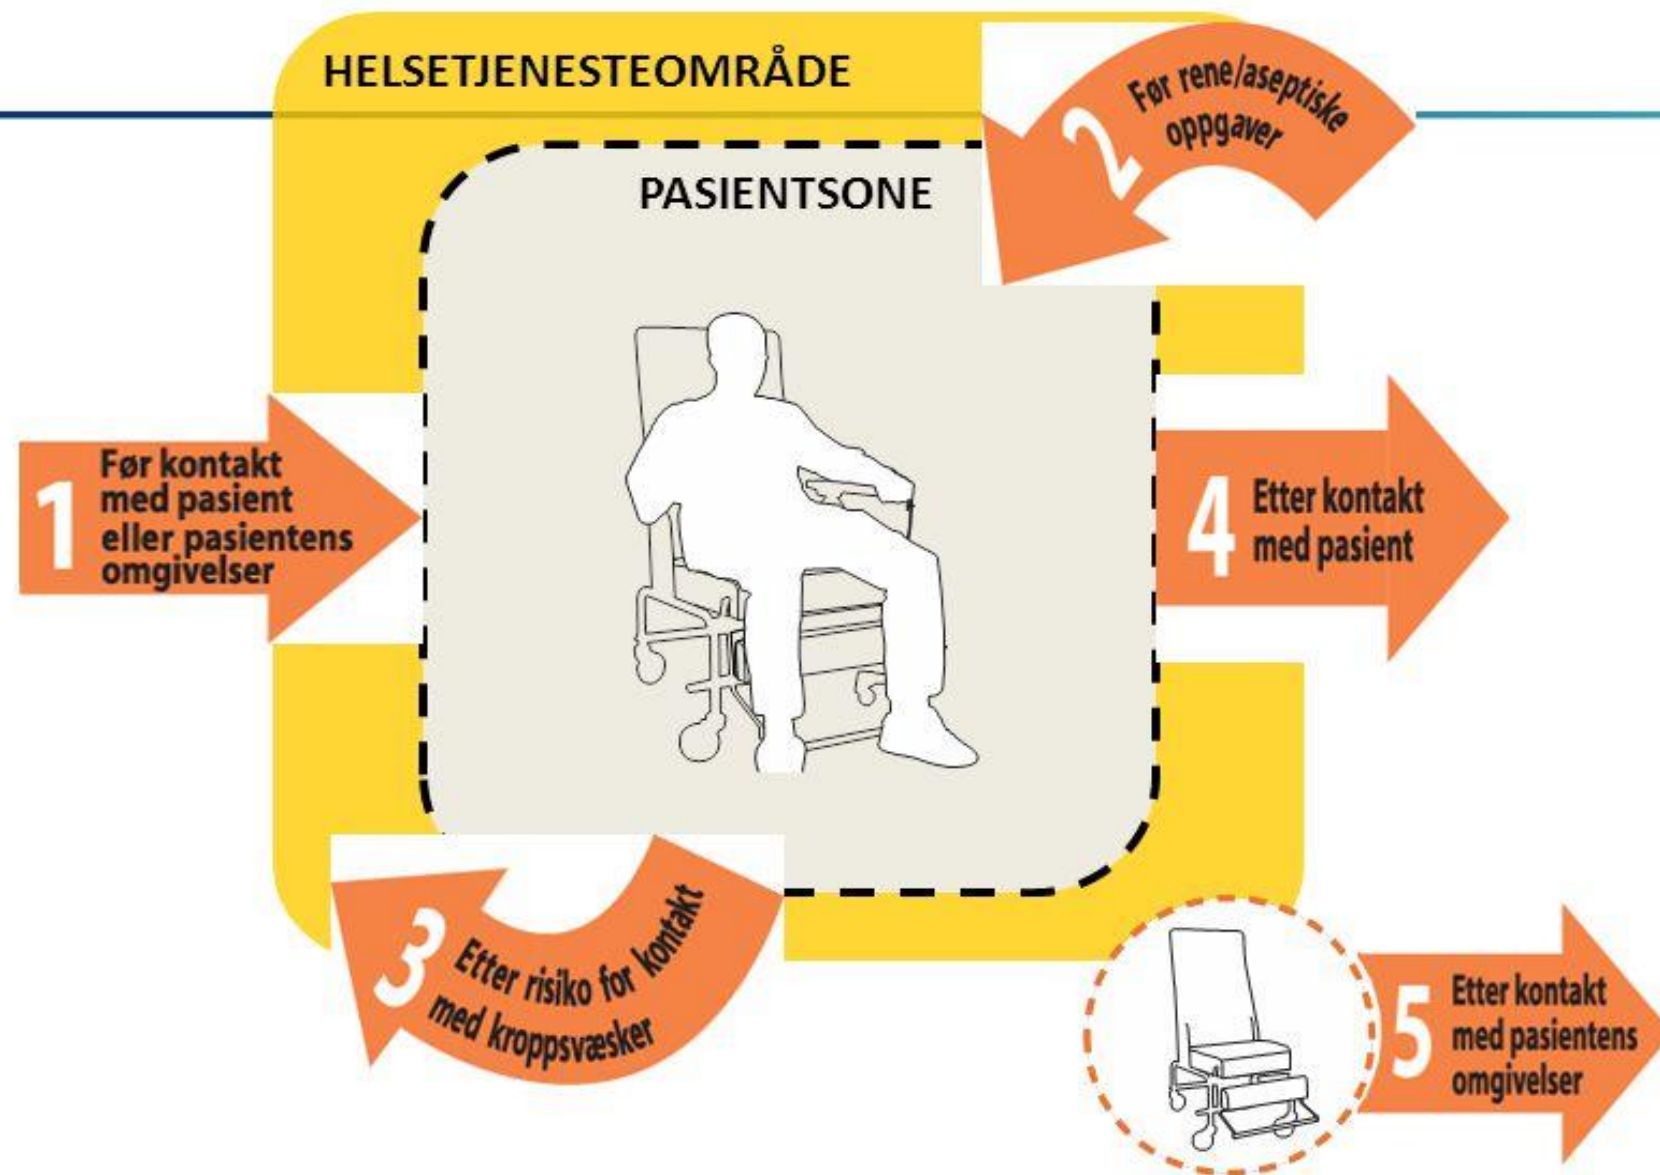 HELSETJENESTEOMRÅDE
PASIENTSONE
1
Før kontakt
med pasient
eller pasientens
omgivelser
2
Før rene/aseptiske
oppgaver
3
Etter risiko for kontakt
med kroppsvæsker
4
Etter kontakt
med pasient
5
Etter kontakt
med pasientens
omgivelser